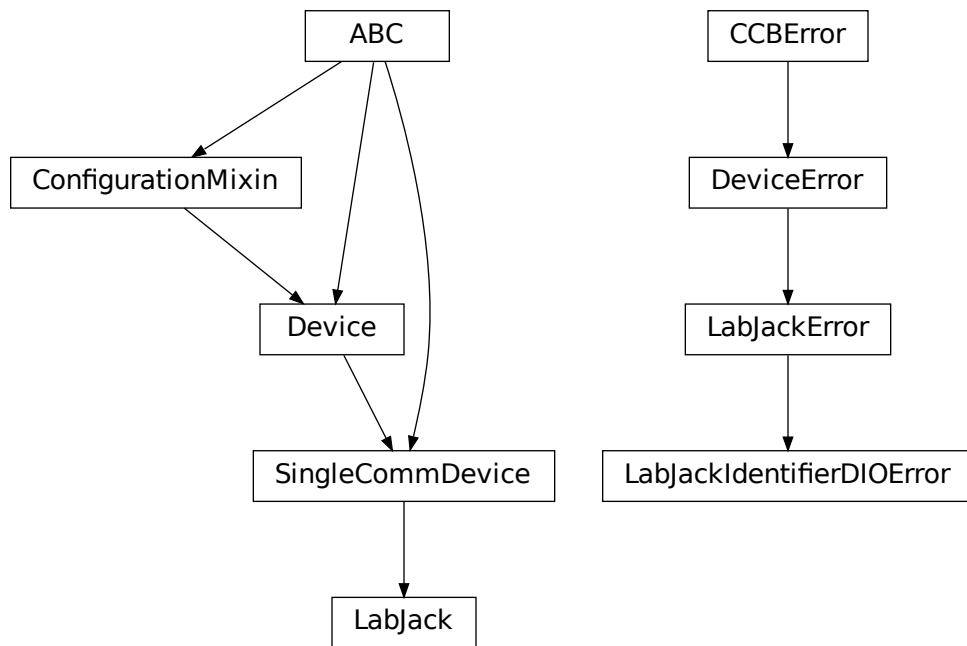 ABC
CCBError
ConfigurationMixin
DeviceError
Device
LabJackError
SingleCommDevice
LabJackIdentifierDIOError
LabJack